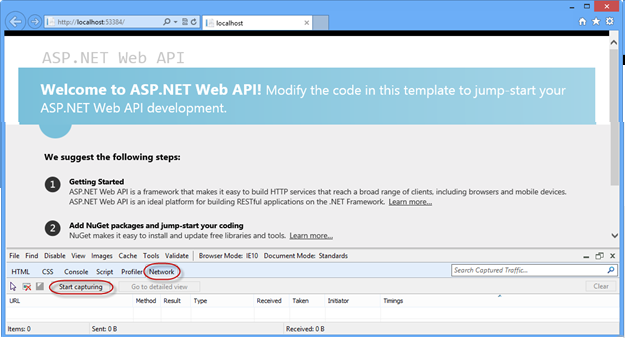 http://localhost:53384/
localhost
ASP.NET Web API
Welcome to ASP.NET Web API! Modify the code in this template to jump-start your
ASP.NET Web API development.
We suggest the following steps:
1 Getting Started
ASP.NET Web API is a framework that makes it easy to build HTTP services that reach a broad range of clients, including browsers and mobile devices.
ASP.NET Web API is an ideal platform for building RESTful applications on the .NET Framework. Learn more...
2 Add NuGet packages and jump-start your coding
NuGet makes it easy to install and update free libraries and tools. Learn more...
File Find Disable View Images Cache Tools Validate Browser Mode: IE10 Document Mode: Standards
HTML CSS Console Script Profiler Network Search Captured Traffic...
Start capturing Go to detailed view Clear
URL Method Result Type Received Taken Initiator Timings
Items: 0 Sent: 0 B Received: 0 B